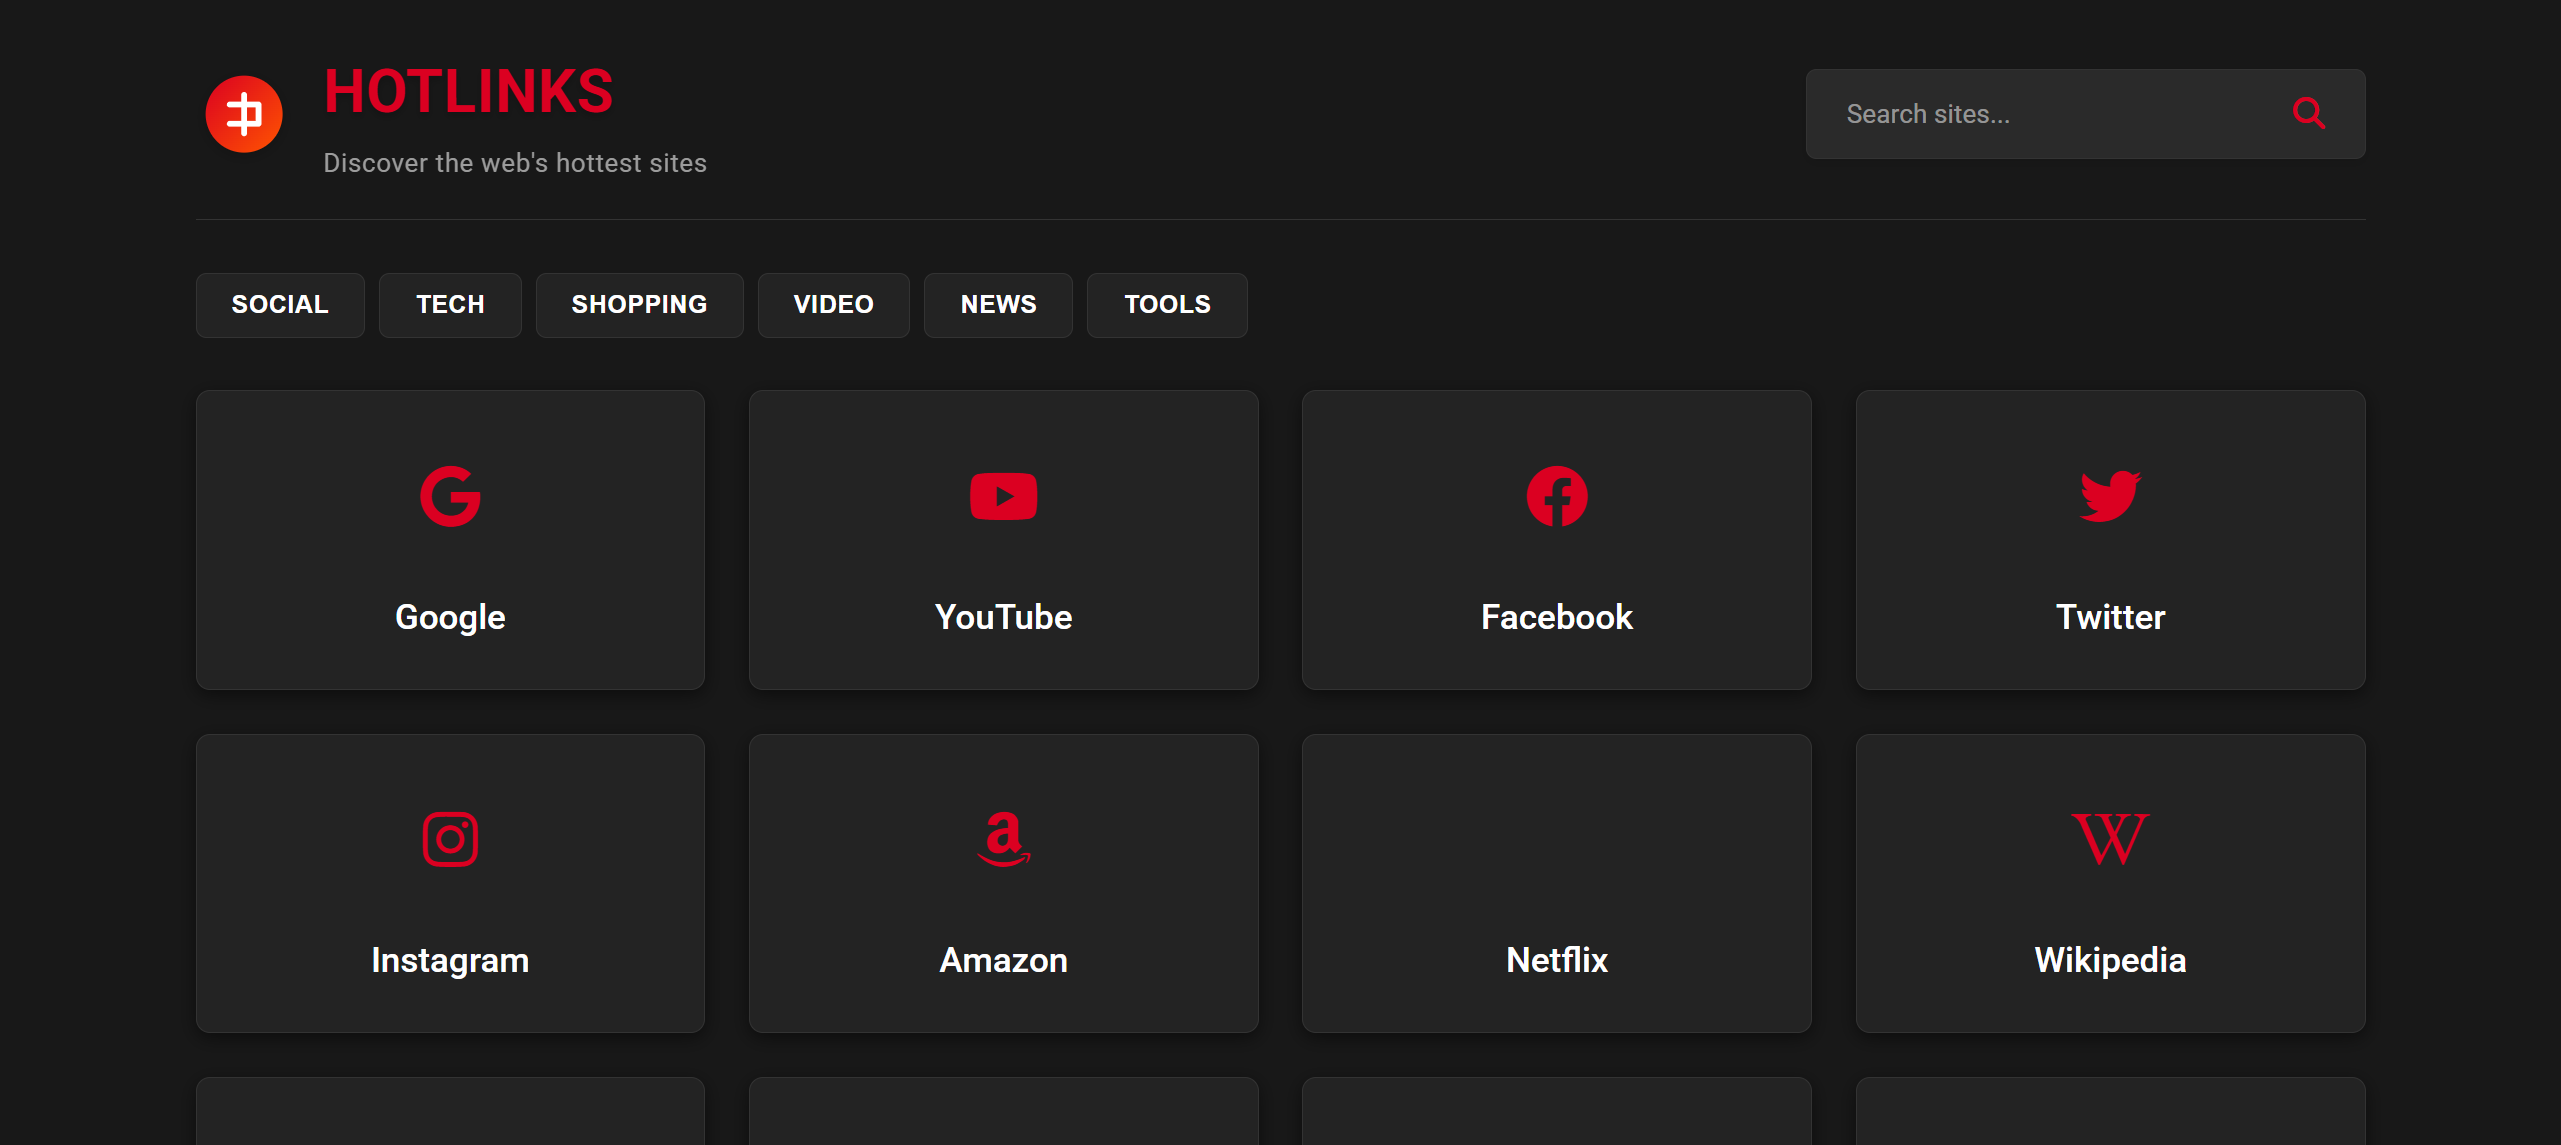 HOTLINKS
Discover the web's hottest sites
Search sites...
SOCIAL
TECH
SHOPPING
VIDEO
NEWS
TOOLS
Google
YouTube
Facebook
Twitter
Instagram
Amazon
Netflix
Wikipedia